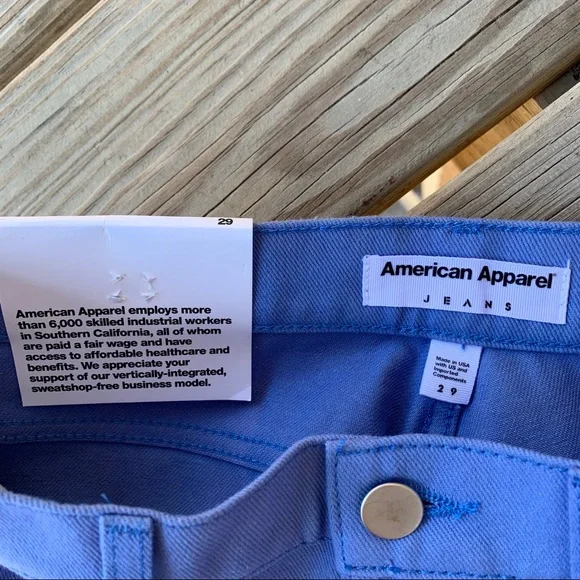 29
American Apparel employs more
than 6,000 skilled industrial workers
in Southern California, all of whom
are paid a fair wage and have
access to affordable healthcare and
benefits. We appreciate your
support of our vertically-integrated,
sweatshop-free business model.
American Apparel
JEANS
Made in USA
with US and
Imported
Components
2 9